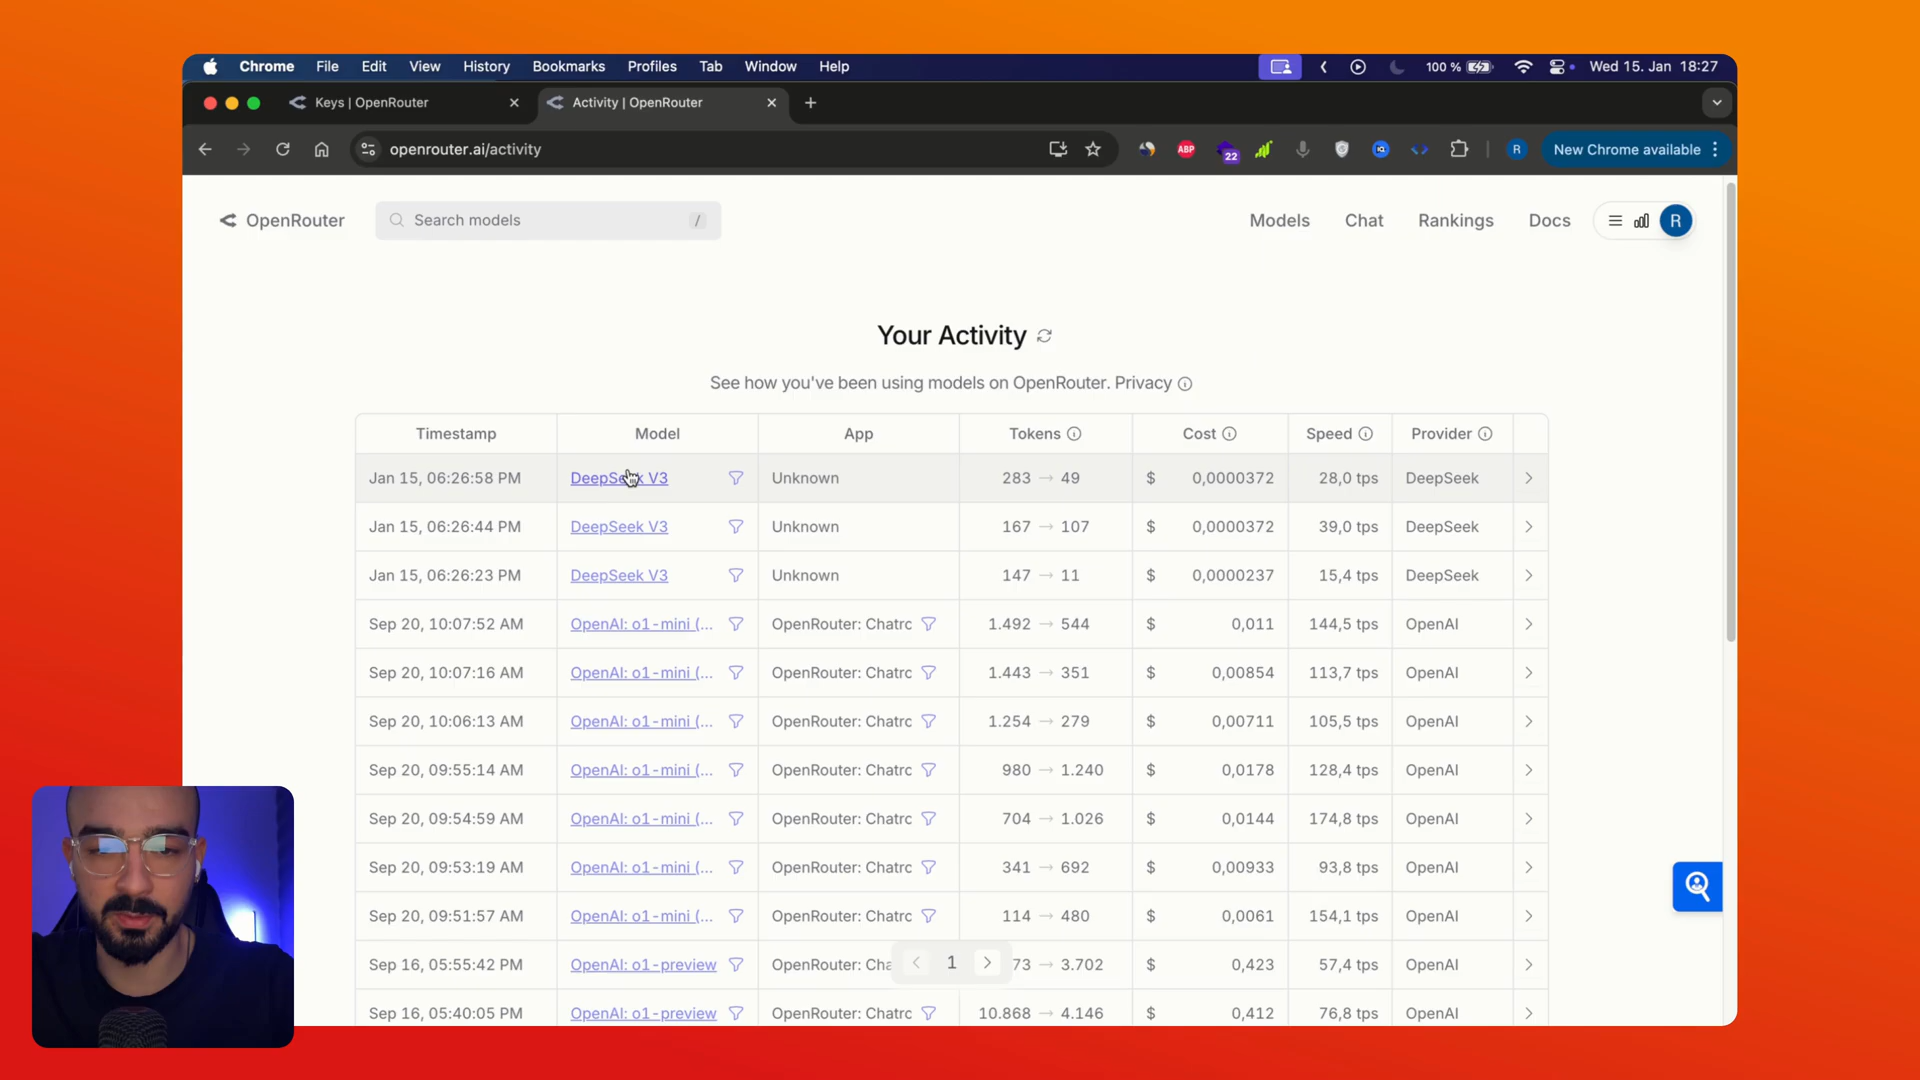 Chrome File Edit View History Bookmarks Profiles Tab Window Help 100 % Wed 15. Jan 18:27
Keys | OpenRouter Activity | OpenRouter
openrouter.ai/activity ABP 22 R New Chrome available
OpenRouter Search models / Models Chat Rankings Docs R
Your Activity
See how you've been using models on OpenRouter. Privacy
Timestamp Model App Tokens Cost Speed Provider
Jan 15, 06:26:58 PM DeepSeek V3 Unknown 283 → 49 $ 0,0000372 28,0 tps DeepSeek
Jan 15, 06:26:44 PM DeepSeek V3 Unknown 167 → 107 $ 0,0000372 39,0 tps DeepSeek
Jan 15, 06:26:23 PM DeepSeek V3 Unknown 147 → 11 $ 0,0000237 15,4 tps DeepSeek
Sep 20, 10:07:52 AM OpenAI: o1-mini (... OpenRouter: Chatrc 1.492 → 544 $ 0,011 144,5 tps OpenAI
Sep 20, 10:07:16 AM OpenAI: o1-mini (... OpenRouter: Chatrc 1.443 → 351 $ 0,00854 113,7 tps OpenAI
Sep 20, 10:06:13 AM OpenAI: o1-mini (... OpenRouter: Chatrc 1.254 → 279 $ 0,00711 105,5 tps OpenAI
Sep 20, 09:55:14 AM OpenAI: o1-mini (... OpenRouter: Chatrc 980 → 1.240 $ 0,0178 128,4 tps OpenAI
Sep 20, 09:54:59 AM OpenAI: o1-mini (... OpenRouter: Chatrc 704 → 1.026 $ 0,0144 174,8 tps OpenAI
Sep 20, 09:53:19 AM OpenAI: o1-mini (... OpenRouter: Chatrc 341 → 692 $ 0,00933 93,8 tps OpenAI
Sep 20, 09:51:57 AM OpenAI: o1-mini (... OpenRouter: Chatrc 114 → 480 $ 0,0061 154,1 tps OpenAI
Sep 16, 05:55:42 PM OpenAI: o1-preview OpenRouter: Cha 1 73 → 3.702 $ 0,423 57,4 tps OpenAI
Sep 16, 05:40:05 PM OpenAI: o1-preview OpenRouter: Chatrc 10.868 → 4.146 $ 0,412 76,8 tps OpenAI